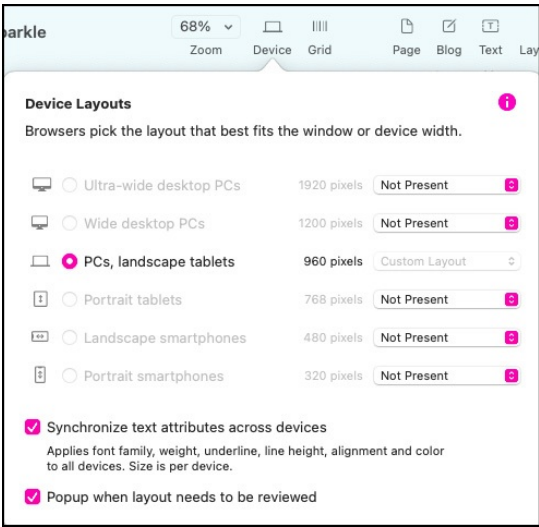 arkle
68%
Zoom Device Grid Page Blog Text Lay
Device Layouts
Browsers pick the layout that best fits the window or device width.
Ultra-wide desktop PCs 1920 pixels Not Present
Wide desktop PCs 1200 pixels Not Present
PCs, landscape tablets 960 pixels Custom Layout
Portrait tablets 768 pixels Not Present
Landscape smartphones 480 pixels Not Present
Portrait smartphones 320 pixels Not Present
Synchronize text attributes across devices
Applies font family, weight, underline, line height, alignment and color
to all devices. Size is per device.
Popup when layout needs to be reviewed